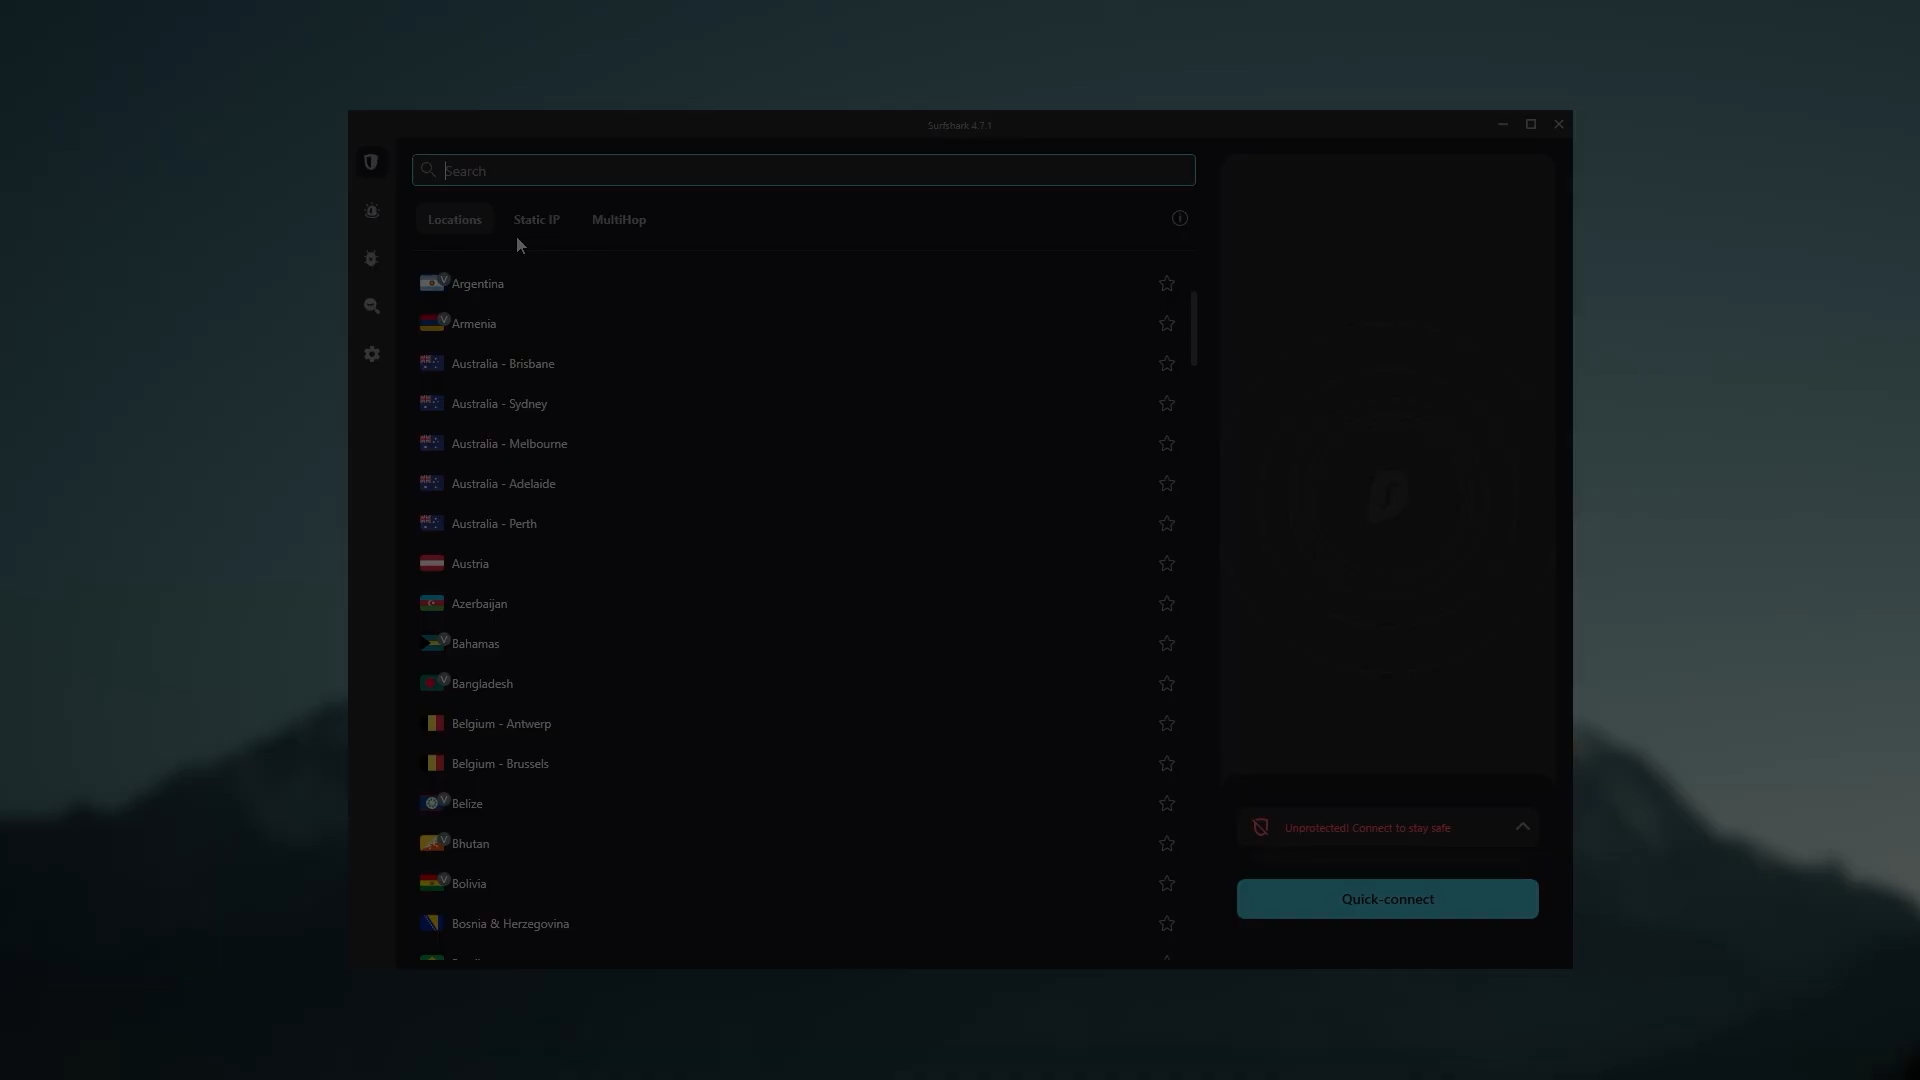 Surfshark 4.7.1
Search
Locations
Static IP
MultiHop
V Argentina
V Armenia
Australia - Brisbane
Australia - Sydney
Australia - Melbourne
Australia - Adelaide
Australia - Perth
Austria
Azerbaijan
V Bahamas
V Bangladesh
Belgium - Antwerp
Belgium - Brussels
V Belize
V Bhutan
V Bolivia
Bosnia & Herzegovina
Unprotected! Connect to stay safe
Quick-connect